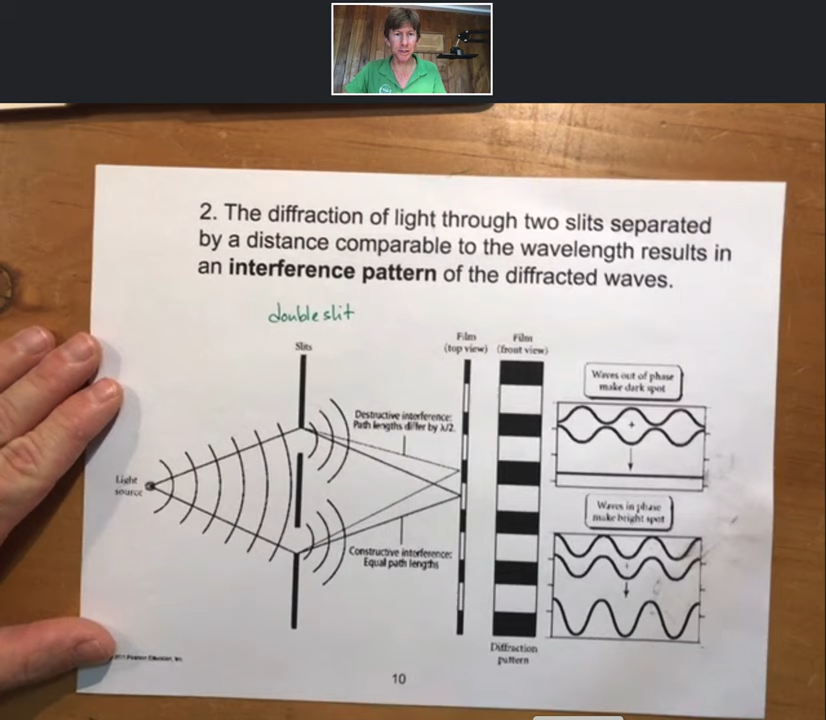 2. The diffraction of light through two slits separated
by a distance comparable to the wavelength results in
an interference pattern of the diffracted waves.
double slit
Slits
Film
(top view)
Film
(front view)
Waves out of phase
make dark spot
Destructive interference:
Path lengths differ by λ/2.
+
Light
source
Waves in phase
make bright spot
Constructive interference:
Equal path lengths
+
Diffraction
pattern
Pearson Education, Inc.
10